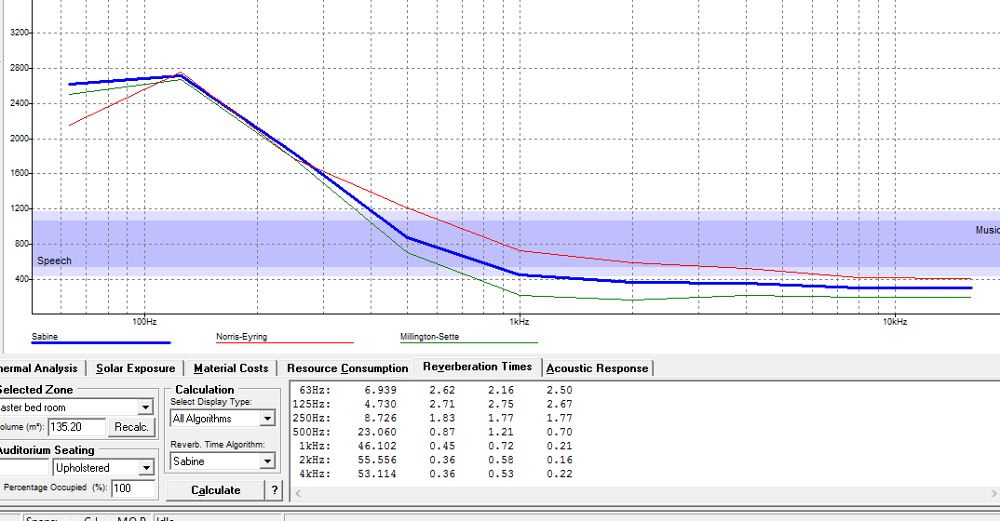 3200
2800
2400
2000
1600
1200
800
400
Music
Speech
100Hz 1kHz 10kHz
Sabine Norris-Eyring Millington-Sette
hermal Analysis Solar Exposure Material Costs Resource Consumption Reverberation Times Acoustic Response
Selected Zone
aster bed room
olume (m³): 135.20 Recalc.
Auditorium Seating
Upholstered
Percentage Occupied (%): 100
Calculation
Select Display Type:
All Algorithms
Reverb. Time Algorithm:
Sabine
Calculate ?
63Hz: 6.939 2.62 2.16 2.50
125Hz: 4.730 2.71 2.75 2.67
250Hz: 8.726 1.83 1.77 1.77
500Hz: 23.060 0.87 1.21 0.70
1kHz: 46.102 0.45 0.72 0.21
2kHz: 55.556 0.36 0.58 0.16
4kHz: 53.114 0.36 0.53 0.22